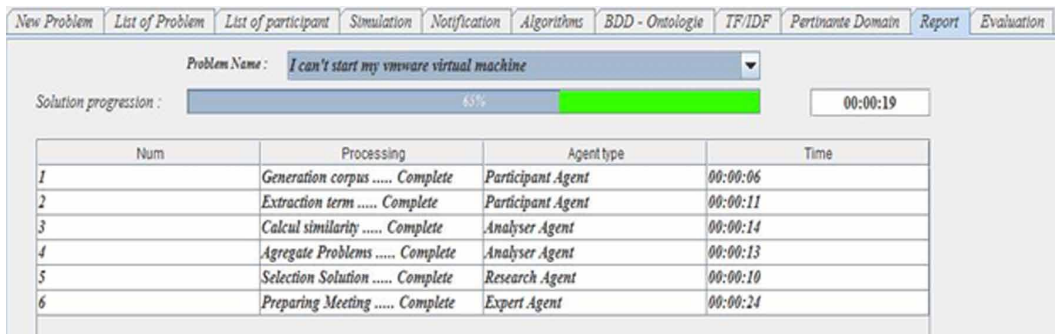 New Problem List of Problem List of participant Simulation Notification Algorithms BDD - Ontologie TF/IDF Pertinante Domain Report Evaluation
Problem Name : I can't start my vmware virtual machine
Solution progression : 65% 00:00:19
Num Processing Agent type Time
1 Generation corpus ..... Complete Participant Agent 00:00:06
2 Extraction term ..... Complete Participant Agent 00:00:11
3 Calcul similarity ..... Complete Analyser Agent 00:00:14
4 Agregate Problems ..... Complete Analyser Agent 00:00:13
5 Selection Solution ..... Complete Research Agent 00:00:10
6 Preparing Meeting ..... Complete Expert Agent 00:00:24